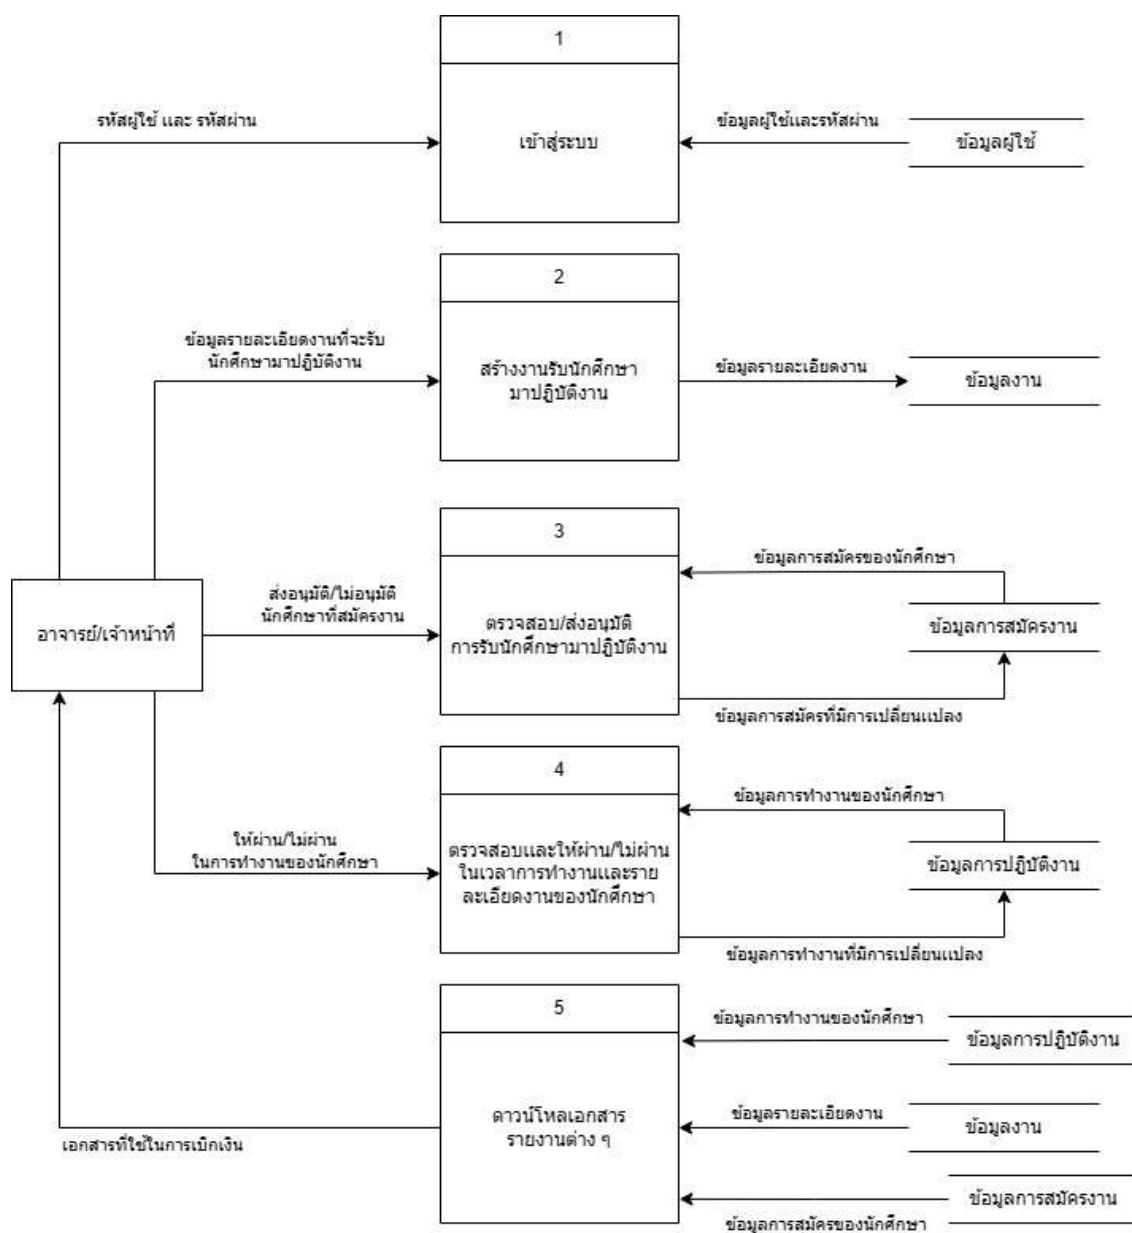 1
รหัสผู้ใช้ และ รหัสผ่าน
เข้าสู่ระบบ
ข้อมูลผู้ใช้และรหัสผ่าน
ข้อมูลผู้ใช้
2
ข้อมูลรายละเอียดงานที่จะรับ
นักศึกษามาปฏิบัติงาน
สร้างงานรับนักศึกษา
มาปฏิบัติงาน
ข้อมูลรายละเอียดงาน
ข้อมูลงาน
3
อาจารย์/เจ้าหน้าที่
ส่งอนุมัติ/ไม่อนุมัติ
นักศึกษาที่สมัครงาน
ตรวจสอบ/ส่งอนุมัติ
การรับนักศึกษามาปฏิบัติงาน
ข้อมูลการสมัครของนักศึกษา
ข้อมูลการสมัครงาน
ข้อมูลการสมัครที่มีการเปลี่ยนแปลง
4
ให้ผ่าน/ไม่ผ่าน
ในการทำงานของนักศึกษา
ตรวจสอบและให้ผ่าน/ไม่ผ่าน
ในเวลาการทำงานและราย
ละเอียดงานของนักศึกษา
ข้อมูลการทำงานของนักศึกษา
ข้อมูลการปฏิบัติงาน
ข้อมูลการทำงานที่มีการเปลี่ยนแปลง
5
เอกสารที่ใช้ในการเบิกเงิน
ดาวน์โหลเอกสาร
รายงานต่าง ๆ
ข้อมูลการทำงานของนักศึกษา
ข้อมูลการปฏิบัติงาน
ข้อมูลรายละเอียดงาน
ข้อมูลงาน
ข้อมูลการสมัครงาน
ข้อมูลการสมัครของนักศึกษา